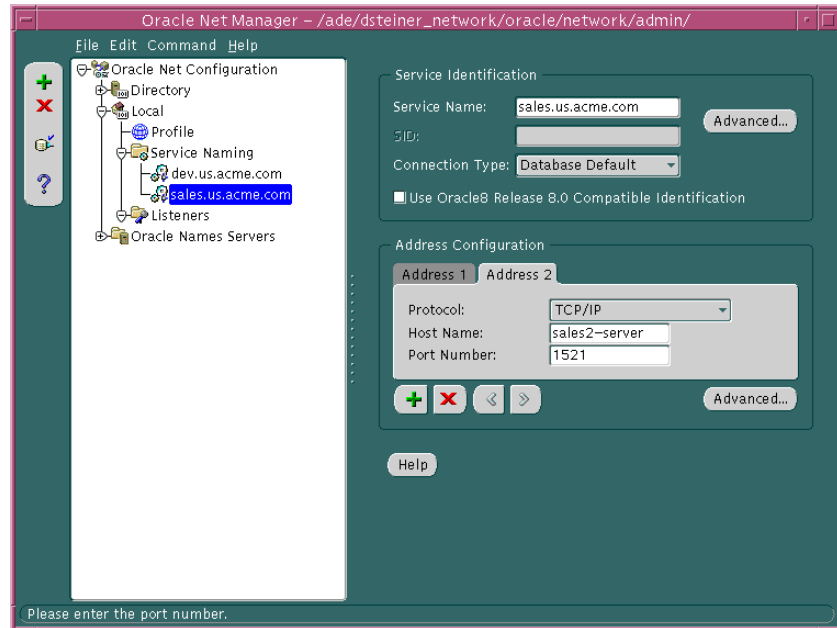 Oracle Net Manager – /ade/dsteiner_network/oracle/network/admin/
File Edit Command Help
Oracle Net Configuration
Directory
Local
Profile
Service Naming
dev.us.acme.com
sales.us.acme.com
Listeners
Oracle Names Servers
Service Identification
Service Name: sales.us.acme.com
Advanced...
SID:
Connection Type: Database Default
Use Oracle8 Release 8.0 Compatible Identification
Address Configuration
Address 1 Address 2
Protocol: TCP/IP
Host Name: sales2–server
Port Number: 1521
Advanced...
Help
Please enter the port number.